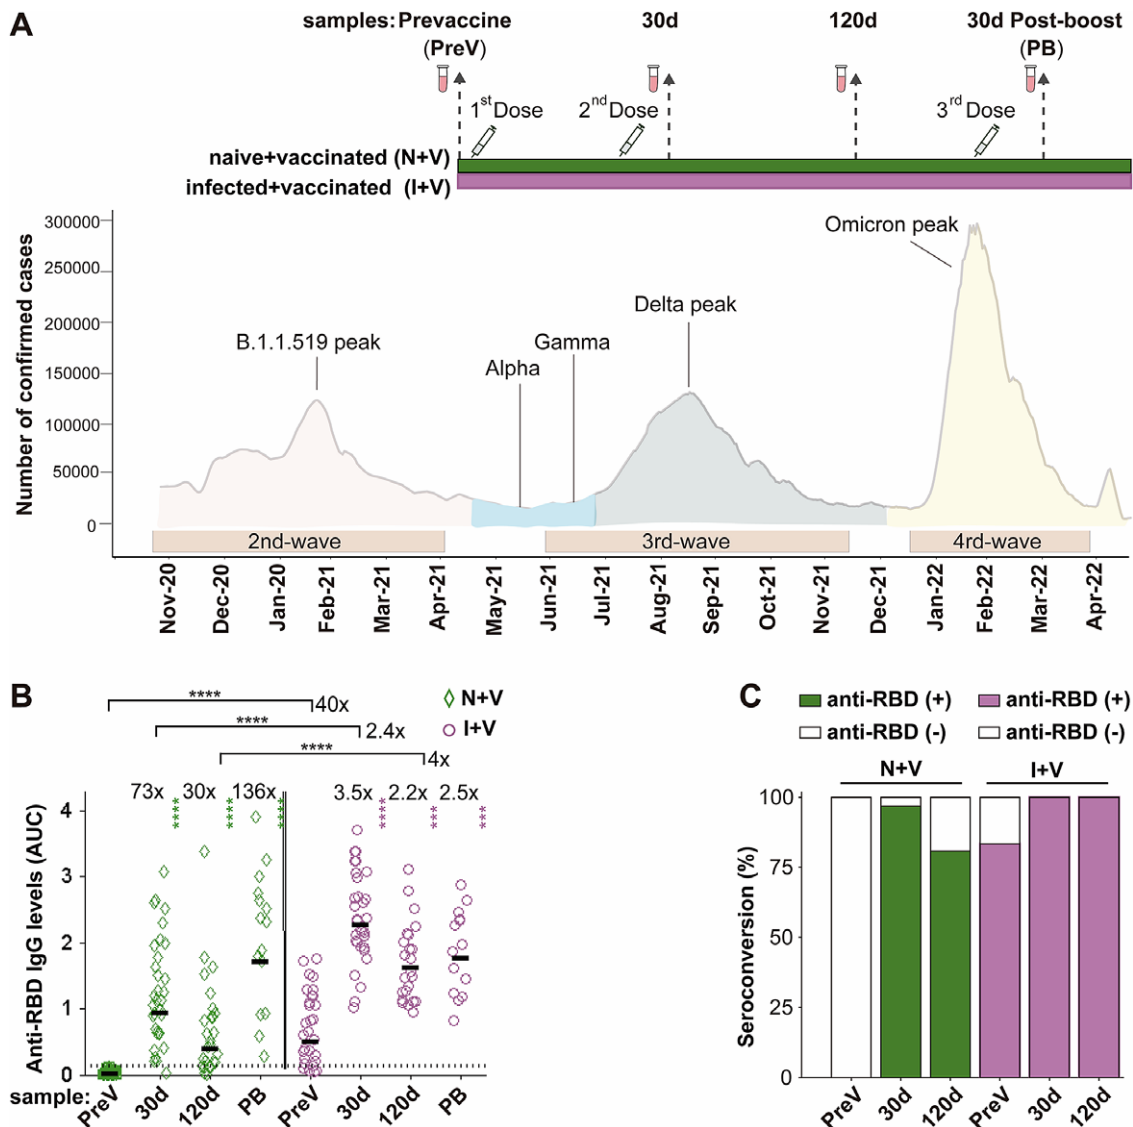 A
samples: Prevaccine 30d 120d 30d Post-boost
(PreV) (PB)
1st Dose 2nd Dose 3rd Dose
naive+vaccinated (N+V)
infected+vaccinated (I+V)
Number of confirmed cases
300000
250000
200000
150000
100000
50000
0
Omicron peak
Delta peak
B.1.1.519 peak
Gamma
Alpha
2nd-wave 3rd-wave 4rd-wave
Nov-20 Dec-20 Jan-20 Feb-21 Mar-21 Apr-21 May-21 Jun-21 Jul-21 Aug-21 Sep-21 Oct-21 Nov-21 Dec-21 Jan-22 Feb-22 Mar-22 Apr-22
B
**** 40x
**** 2.4x
**** 4x
N+V
I+V
73x **** 30x **** 136x **** 3.5x **** 2.2x **** 2.5x ****
Anti-RBD IgG levels (AUC)
4
3
2
1
0
sample: PreV 30d 120d PB PreV 30d 120d PB
C
anti-RBD (+) anti-RBD (+)
anti-RBD (-) anti-RBD (-)
N+V I+V
Seroconversion (%)
100
75
50
25
0
PreV 30d 120d PreV 30d 120d